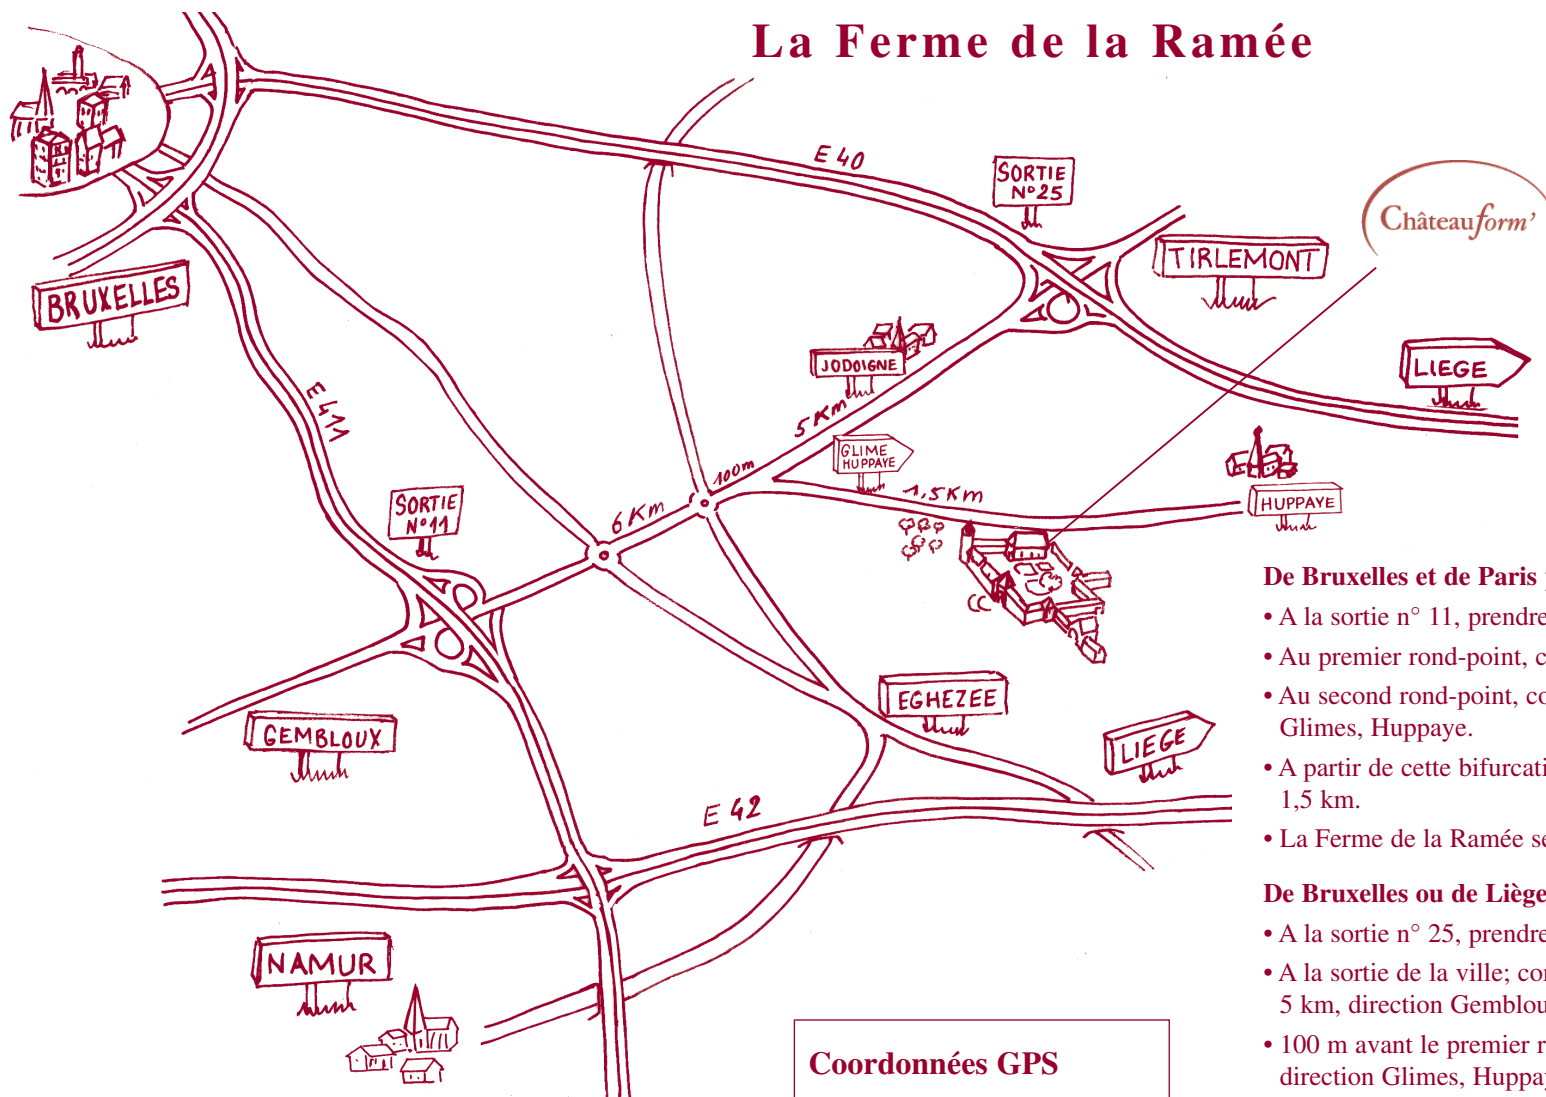 La Ferme de la Ramée
E 40
SORTIE
N°25
Châteauform'
TIRLEMONT
BRUXELLES
LIEGE
JODOIGNE
E 411
5 Km
GLIME
HUPPAYE
100m
1,5 Km
SORTIE
N°11
6 Km
HUPPAYE
De Bruxelles et de Paris
• A la sortie n° 11, prendre
• Au premier rond-point, c
• Au second rond-point, co
Glimes, Huppaye.
• A partir de cette bifurcati
1,5 km.
• La Ferme de la Ramée se
EGHEZEE
GEMBLOUX
LIEGE
E 42
De Bruxelles ou de Liège
• A la sortie n° 25, prendre
• A la sortie de la ville; con
5 km, direction Gemblou
• 100 m avant le premier r
direction Glimes, Huppay
NAMUR
Coordonnées GPS